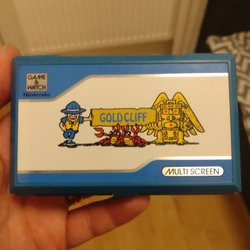 GAME &
WATCH
Nintendo
GOLD CLIFF
MULTI SCREEN